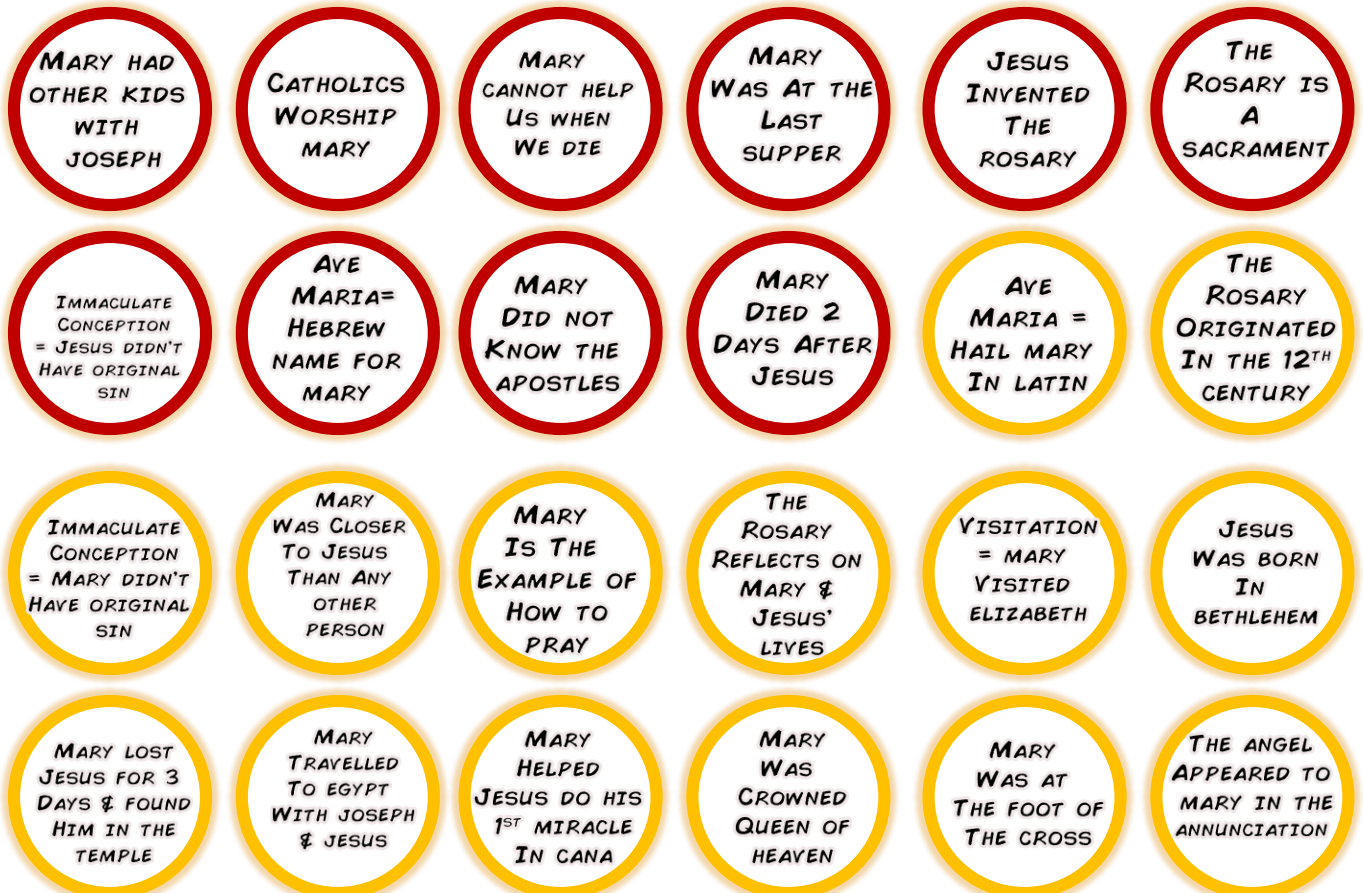 MARY HAD
OTHER KIDS
WITH
JOSEPH
CATHOLICS
WORSHIP
MARY
MARY
CANNOT HELP
US WHEN
WE DIE
MARY
WAS AT THE
LAST
SUPPER
JESUS
INVENTED
THE
ROSARY
THE
ROSARY IS
A
SACRAMENT
IMMACULATE
CONCEPTION
= JESUS DIDN'T
HAVE ORIGINAL
SIN
AVE
MARIA=
HEBREW
NAME FOR
MARY
MARY
DID NOT
KNOW THE
APOSTLES
MARY
DIED 2
DAYS AFTER
JESUS
AVE
MARIA =
HAIL MARY
IN LATIN
THE
ROSARY
ORIGINATED
IN THE 12TH
CENTURY
IMMACULATE
CONCEPTION
= MARY DIDN'T
HAVE ORIGINAL
SIN
MARY
WAS CLOSER
TO JESUS
THAN ANY
OTHER
PERSON
MARY
IS THE
EXAMPLE OF
HOW TO
PRAY
THE
ROSARY
REFLECTS ON
MARY &
JESUS'
LIVES
VISITATION
= MARY
VISITED
ELIZABETH
JESUS
WAS BORN
IN
BETHLEHEM
MARY LOST
JESUS FOR 3
DAYS & FOUND
HIM IN THE
TEMPLE
MARY
TRAVELLED
TO EGYPT
WITH JOSEPH
& JESUS
MARY
HELPED
JESUS DO HIS
1ST MIRACLE
IN CANA
MARY
WAS
CROWNED
QUEEN OF
HEAVEN
MARY
WAS AT
THE FOOT OF
THE CROSS
THE ANGEL
APPEARED TO
MARY IN THE
ANNUNCIATION